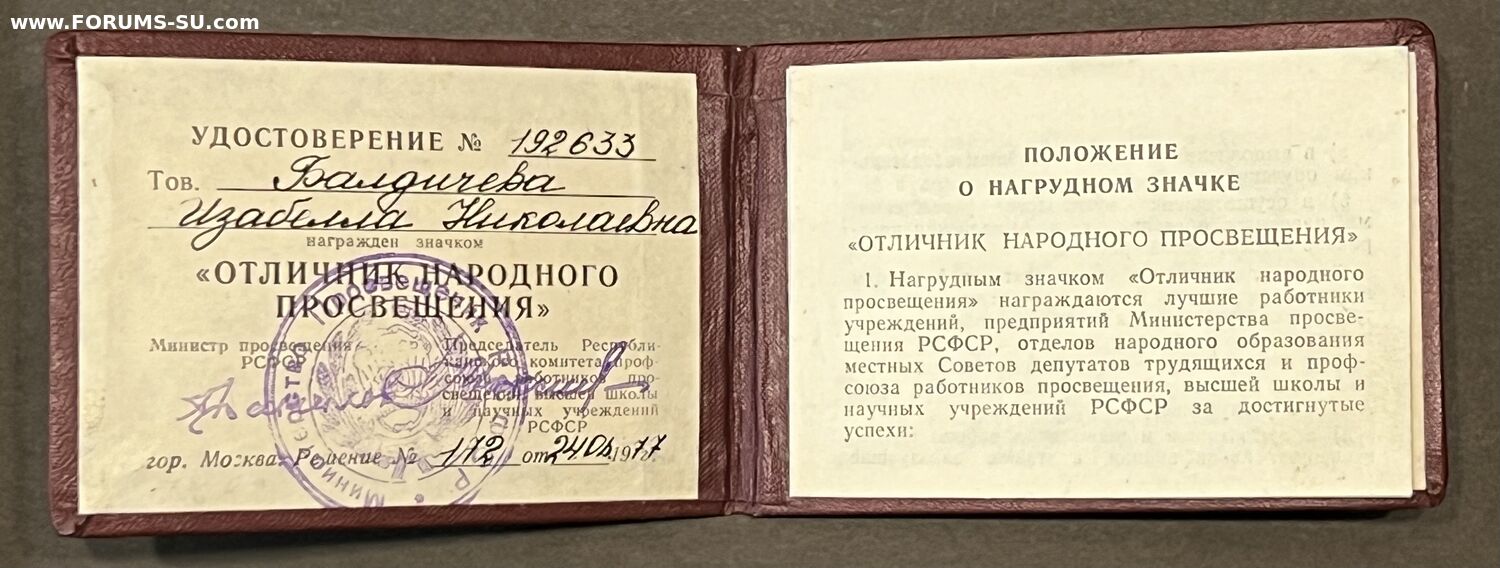 www.FORUMS-SU.com
УДОСТОВЕРЕНИЕ № 192633
Тов. Балдичева
Изабелла Николаевна
награжден значком
«ОТЛИЧНИК НАРОДНОГО
ПРОСВЕЩЕНИЯ»
Министр просвещения
РСФСР
Председатель Республи-
канского комитета проф-
союза работников про-
свещения, высшей школы
и научных учреждений
РСФСР
гор. Москва. Решение № 172 от 1977
ПОЛОЖЕНИЕ
О НАГРУДНОМ ЗНАЧКЕ
«ОТЛИЧНИК НАРОДНОГО ПРОСВЕЩЕНИЯ»
1. Нагрудным значком «Отличник народного
просвещения» награждаются лучшие работники
учреждений, предприятий Министерства просве-
щения РСФСР, отделов народного образования
местных Советов депутатов трудящихся и проф-
союза работников просвещения, высшей школы и
научных учреждений РСФСР за достигнутые
успехи: